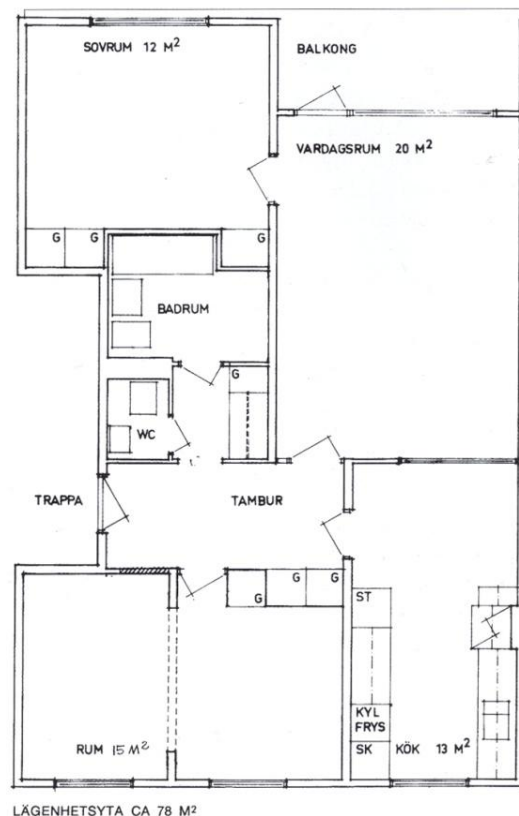 SOVRUM 12 M²
BALKONG
VARDAGSRUM 20 M²
G
G
G
BADRUM
G
WC
TRAPPA
TAMBUR
G
G
G
ST
KYL
FRYS
SK
RUM 15 M²
KÖK 13 M²
LÄGENHETSYTA CA 78 M²